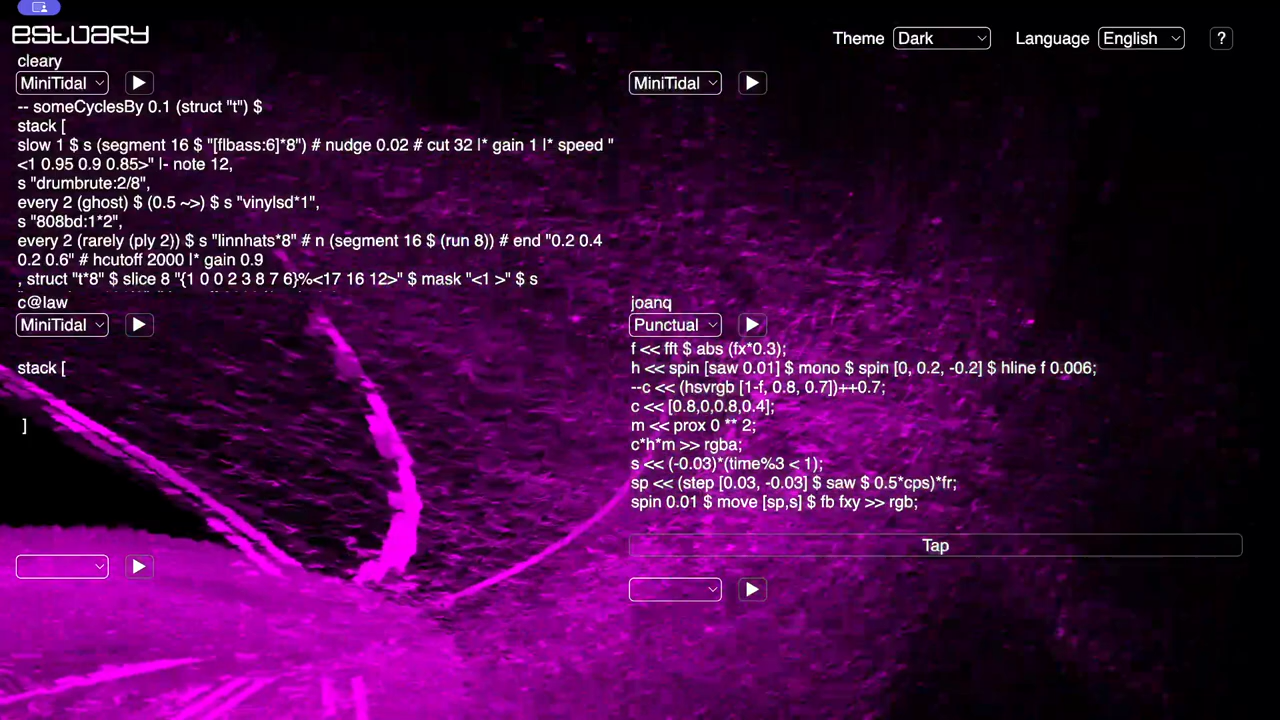 estuary
Theme Dark Language English ?
cleary
MiniTidal
-- someCyclesBy 0.1 (struct "t") $
stack [
slow 1 $ s (segment 16 $ "[flbass:6]*8") # nudge 0.02 # cut 32 |* gain 1 |* speed "
<1 0.95 0.9 0.85>" |- note 12,
s "drumbrute:2/8",
every 2 (ghost) $ (0.5 ~>) $ s "vinylsd*1",
s "808bd:1*2",
every 2 (rarely (ply 2)) $ s "linnhats*8" # n (segment 16 $ (run 8)) # end "0.2 0.4
0.2 0.6" # hcutoff 2000 |* gain 0.9
, struct "t*8" $ slice 8 "{1 0 0 2 3 8 7 6}%<17 16 12>" $ mask "<1 >" $ s
MiniTidal
c@law
MiniTidal
stack [
]
joanq
Punctual
f << fft $ abs (fx*0.3);
h << spin [saw 0.01] $ mono $ spin [0, 0.2, -0.2] $ hline f 0.006;
--c << (hsvrgb [1-f, 0.8, 0.7])++0.7;
c << [0.8,0,0.8,0.4];
m << prox 0 ** 2;
c*h*m >> rgba;
s << (-0.03)*(time%3 < 1);
sp << (step [0.03, -0.03] $ saw $ 0.5*cps)*fr;
spin 0.01 $ move [sp,s] $ fb fxy >> rgb;
Tap